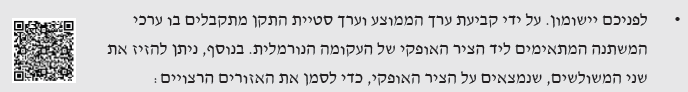 • לפניכם יישומון. על ידי קביעת ערך הממוצע וערך סטיית התקן מתקבלים בו ערכי
המשתנה המתאימים ליד הציר האופקי של העקומה הנורמלית. בנוסף, ניתן להזיז את
שני המשולשים, שנמצאים על הציר האופקי, כדי לסמן את האזורים הרצויים: